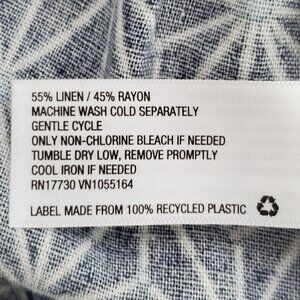 55% LINEN / 45% RAYON
MACHINE WASH COLD SEPARATELY
GENTLE CYCLE
ONLY NON-CHLORINE BLEACH IF NEEDED
TUMBLE DRY LOW, REMOVE PROMPTLY
COOL IRON IF NEEDED
RN17730 VN1055164
LABEL MADE FROM 100% RECYCLED PLASTIC